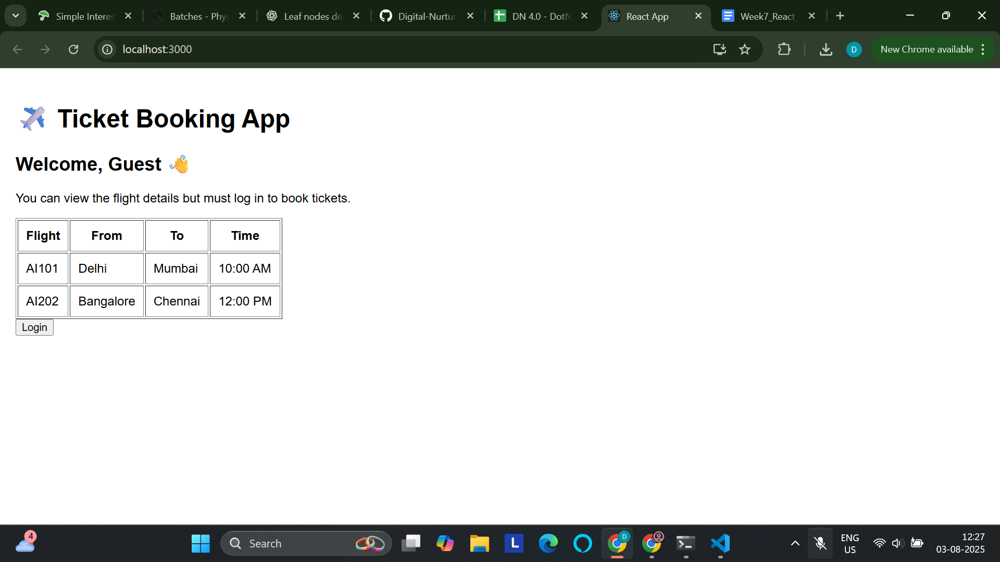 Simple Interes
Batches - Phys
Leaf nodes de
Digital-Nurtur
DN 4.0 - DotN
React App
Week7_React_
localhost:3000
D
New Chrome available
Ticket Booking App
Welcome, Guest
You can view the flight details but must log in to book tickets.
Flight From To Time
AI101 Delhi Mumbai 10:00 AM
AI202 Bangalore Chennai 12:00 PM
Login
4
Search
L
D
ENG
US
12:27
03-08-2025